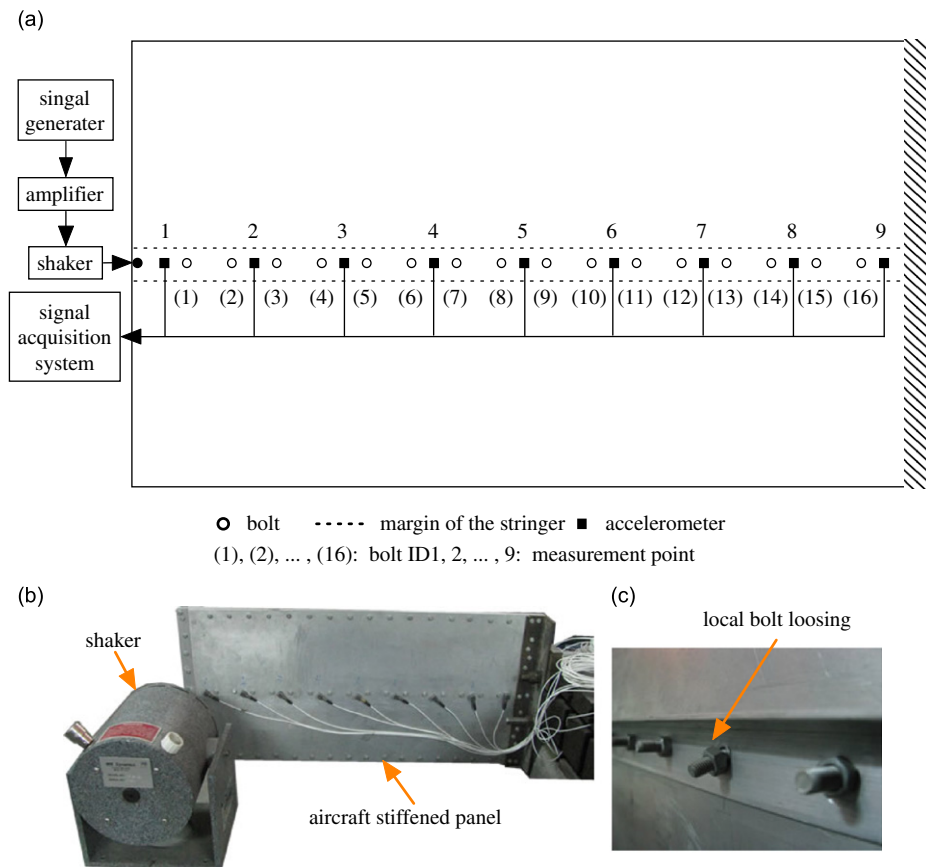 (a)
singal
generater
amplifier
shaker
signal
acquisition
system
1 2 3 4 5 6 7 8 9
(1) (2) (3) (4) (5) (6) (7) (8) (9) (10) (11) (12) (13) (14) (15) (16)
bolt margin of the stringer accelerometer
(1), (2), ... , (16): bolt ID1, 2, ... , 9: measurement point
(b)
shaker
aircraft stiffened panel
(c)
local bolt loosing